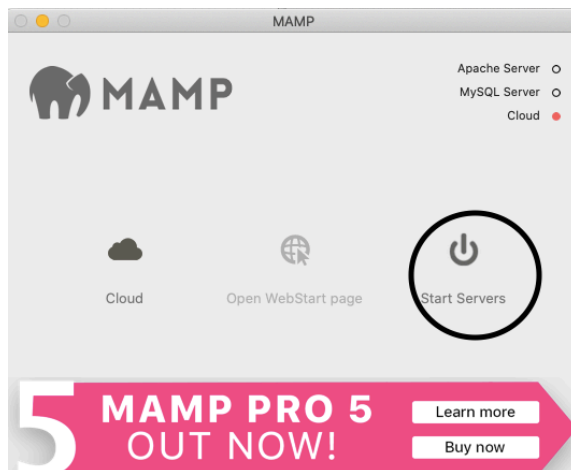 MAMP
MAMP
Apache Server
MySQL Server
Cloud
Cloud
Open WebStart page
Start Servers
5
MAMP PRO 5
OUT NOW!
Learn more
Buy now